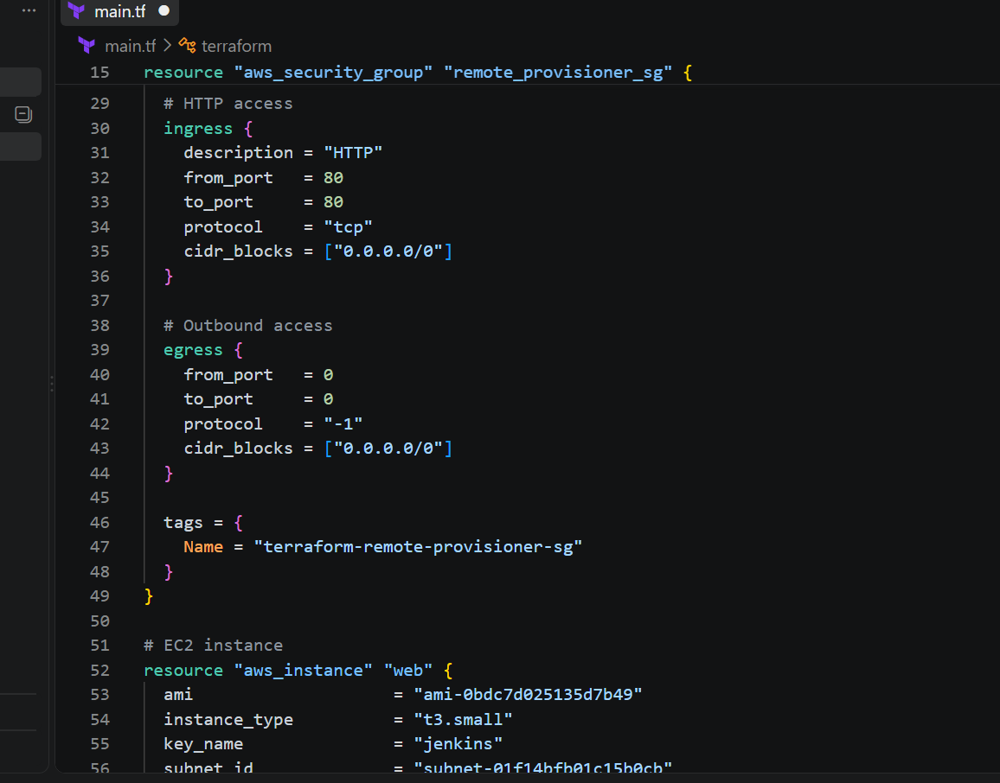 main.tf
main.tf > terraform
15 resource "aws_security_group" "remote_provisioner_sg" {
29 # HTTP access
30 ingress {
31 description = "HTTP"
32 from_port = 80
33 to_port = 80
34 protocol = "tcp"
35 cidr_blocks = ["0.0.0.0/0"]
36 }
37
38 # Outbound access
39 egress {
40 from_port = 0
41 to_port = 0
42 protocol = "-1"
43 cidr_blocks = ["0.0.0.0/0"]
44 }
45
46 tags = {
47 Name = "terraform-remote-provisioner-sg"
48 }
49 }
50
51 # EC2 instance
52 resource "aws_instance" "web" {
53 ami = "ami-0bdc7d025135d7b49"
54 instance_type = "t3.small"
55 key_name = "jenkins"
56 subnet_id = "subnet-01f14bfb01c15b0cb"